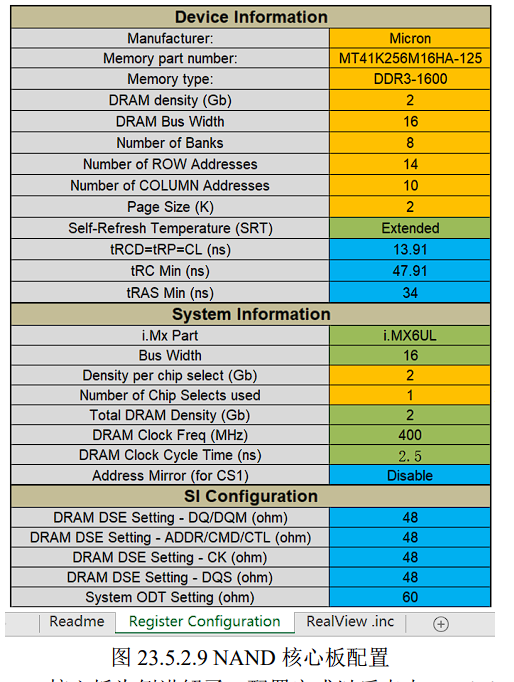 Device Information
Manufacturer: Micron
Memory part number: MT41K256M16HA-125
Memory type: DDR3-1600
DRAM density (Gb) 2
DRAM Bus Width 16
Number of Banks 8
Number of ROW Addresses 14
Number of COLUMN Addresses 10
Page Size (K) 2
Self-Refresh Temperature (SRT) Extended
tRCD=tRP=CL (ns) 13.91
tRC Min (ns) 47.91
tRAS Min (ns) 34
System Information
i.Mx Part i.MX6UL
Bus Width 16
Density per chip select (Gb) 2
Number of Chip Selects used 1
Total DRAM Density (Gb) 2
DRAM Clock Freq (MHz) 400
DRAM Clock Cycle Time (ns) 2.5
Address Mirror (for CS1) Disable
SI Configuration
DRAM DSE Setting - DQ/DQM (ohm) 48
DRAM DSE Setting - ADDR/CMD/CTL (ohm) 48
DRAM DSE Setting - CK (ohm) 48
DRAM DSE Setting - DQS (ohm) 48
System ODT Setting (ohm) 60
Readme Register Configuration RealView .inc
图 23.5.2.9 NAND 核心板配置